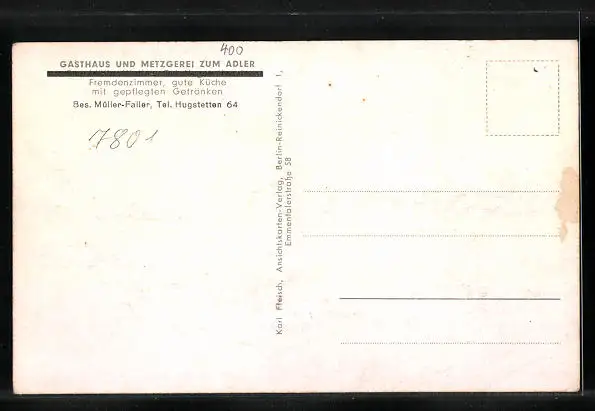 400
GASTHAUS UND METZGEREI ZUM ADLER
Fremdenzimmer, gute Küche
mit gepflegten Getränken
Bes. Müller-Faller, Tel. Hugstetten 64
7801
Karl Fleisch, Ansichtskarten-Verlag, Berlin-Reinickendorf 1,
Emmentalerstraße 58